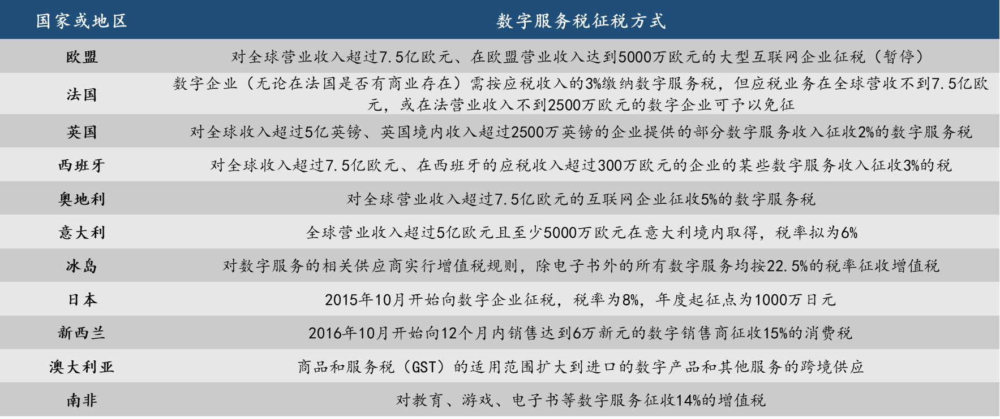 国家或地区 数字服务税征税方式
欧盟 对全球营业收入超过7.5亿欧元、在欧盟营业收入达到5000万欧元的大型互联网企业征税（暂停）
法国 数字企业（无论在法国是否有商业存在）需按应税收入的3%缴纳数字服务税，但应税业务在全球营收不到7.5亿欧
元，或在法营业收入不到2500万欧元的数字企业可予以免征
英国 对全球收入超过5亿英镑、英国境内收入超过2500万英镑的企业提供的部分数字服务收入征收2%的数字服务税
西班牙 对全球收入超过7.5亿欧元、在西班牙的应税收入超过300万欧元的企业的某些数字服务收入征收3%的税
奥地利 对全球营业收入超过7.5亿欧元的互联网企业征收5%的数字服务税
意大利 全球营业收入超过5亿欧元且至少5000万欧元在意大利境内取得，税率拟为6%
冰岛 对数字服务的相关供应商实行增值税规则，除电子书外的所有数字服务均按22.5%的税率征收增值税
日本 2015年10月开始向数字企业征税，税率为8%，年度起征点为1000万日元
新西兰 2016年10月开始向12个月内销售达到6万新元的数字销售商征收15%的消费税
澳大利亚 商品和服务税（GST）的适用范围扩大到进口的数字产品和其他服务的跨境供应
南非 对教育、游戏、电子书等数字服务征收14%的增值税